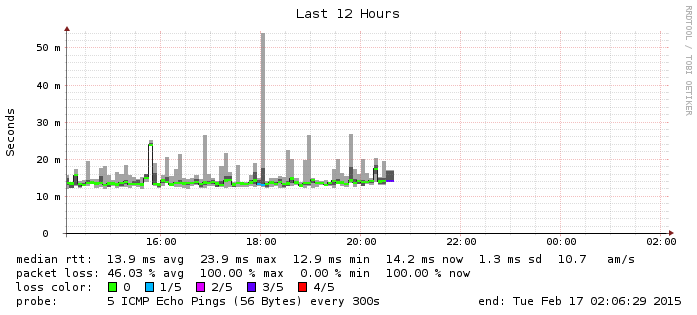 Last 12 Hours
RRDTOOL / TOBI OETIKER
Seconds
50 m
40 m
30 m
20 m
10 m
0
16:00 18:00 20:00 22:00 00:00 02:00
median rtt: 13.9 ms avg 23.9 ms max 12.9 ms min 14.2 ms now 1.3 ms sd 10.7 am/s
packet loss: 46.03 % avg 100.00 % max 0.00 % min 100.00 % now
loss color: 0 1/5 2/5 3/5 4/5
probe: 5 ICMP Echo Pings (56 Bytes) every 300s end: Tue Feb 17 02:06:29 2015